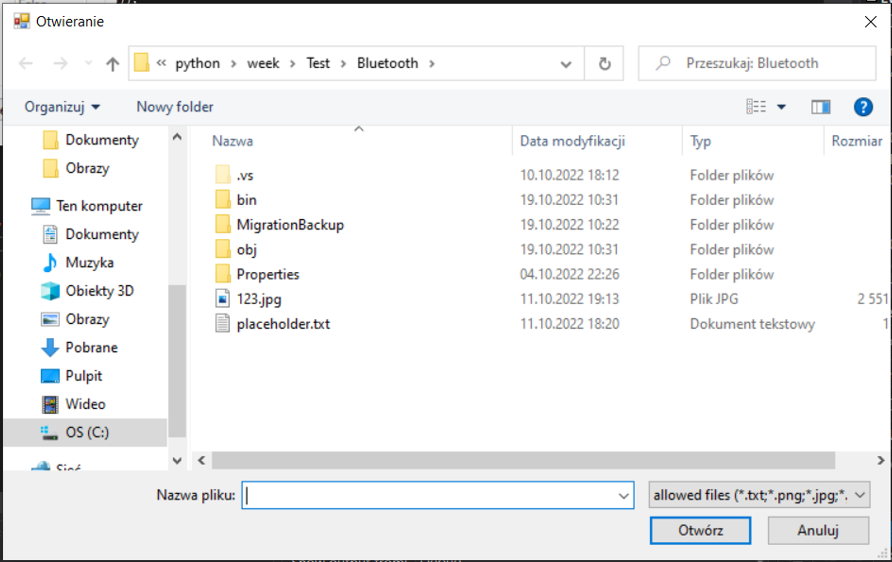 Otwieranie
« python › week › Test › Bluetooth ›
Przeszukaj: Bluetooth
Organizuj
Nowy folder
Dokumenty
Obrazy
Ten komputer
Dokumenty
Muzyka
Obiekty 3D
Obrazy
Pobrane
Pulpit
Wideo
OS (C:)
Nazwa Data modyfikacji Typ Rozmiar
.vs 10.10.2022 18:12 Folder plików
bin 19.10.2022 10:31 Folder plików
MigrationBackup 19.10.2022 10:22 Folder plików
obj 19.10.2022 10:31 Folder plików
Properties 04.10.2022 22:26 Folder plików
123.jpg 11.10.2022 19:13 Plik JPG 2 551
placeholder.txt 11.10.2022 18:20 Dokument tekstowy 1
Nazwa pliku:
allowed files (*.txt;*.png;*.jpg;*.
Otwórz
Anuluj